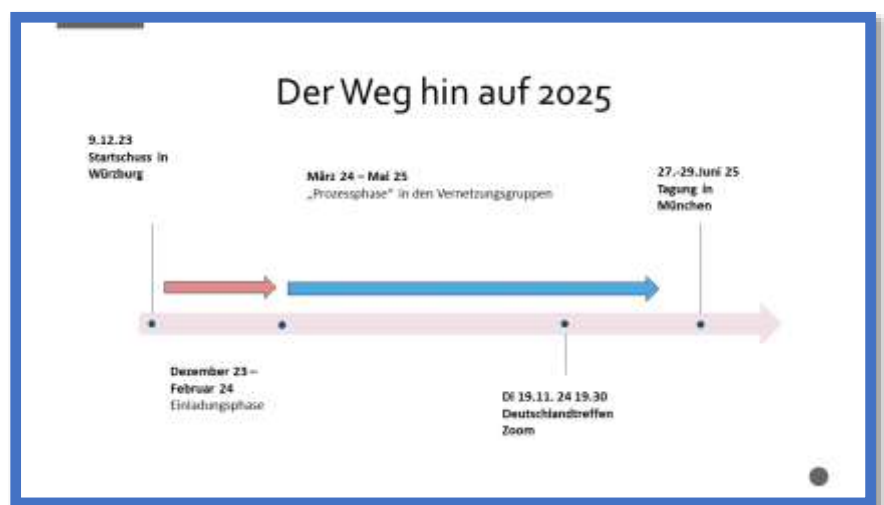 Der Weg hin auf 2025
9.12.23
Startschuss in
Würzburg
März 24 – Mai 25
„Prozessphase“ in den Vernetzungsgruppen
27.-29.Juni 25
Tagung in
München
Dezember 23 –
Februar 24
Einladungsphase
Di 19.11. 24 19.30
Deutschlandtreffen
Zoom